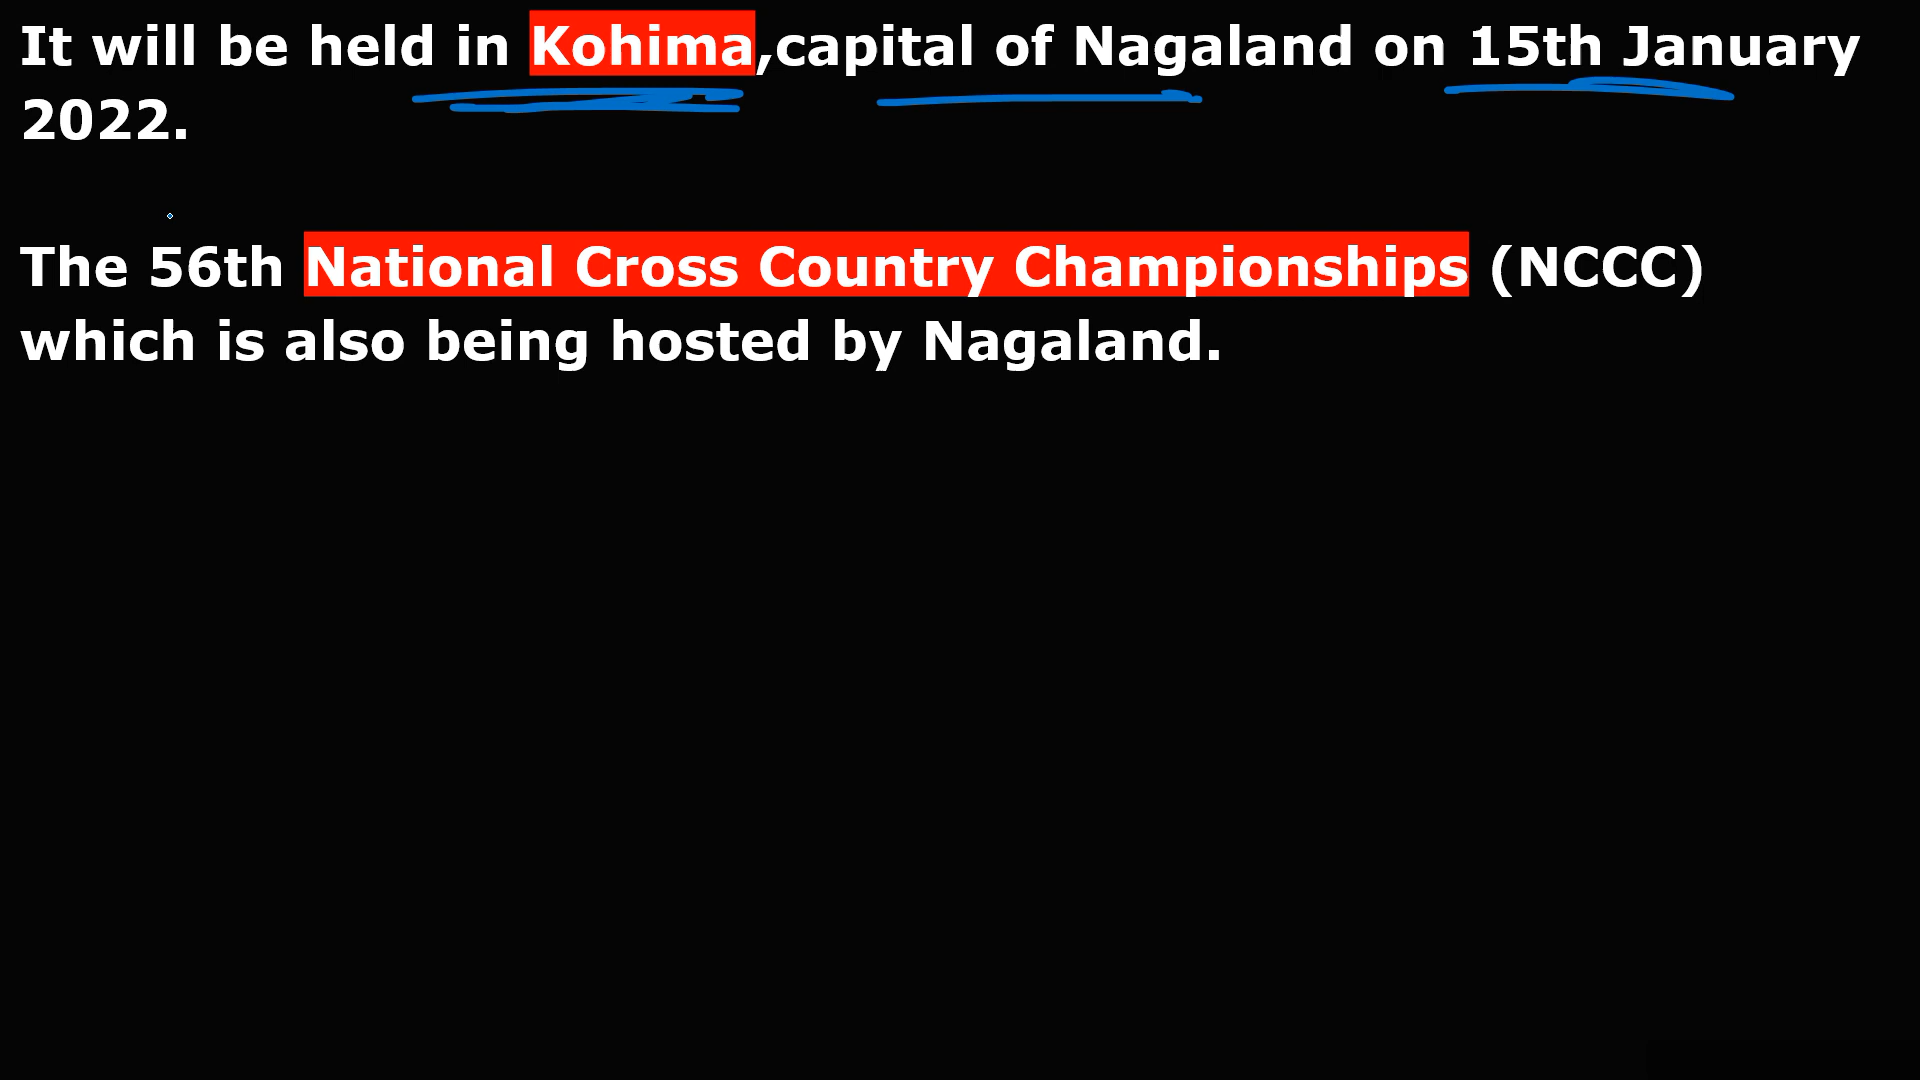 It will be held in Kohima,capital of Nagaland on 15th January
2022.
The 56th National Cross Country Championships (NCCC)
which is also being hosted by Nagaland.